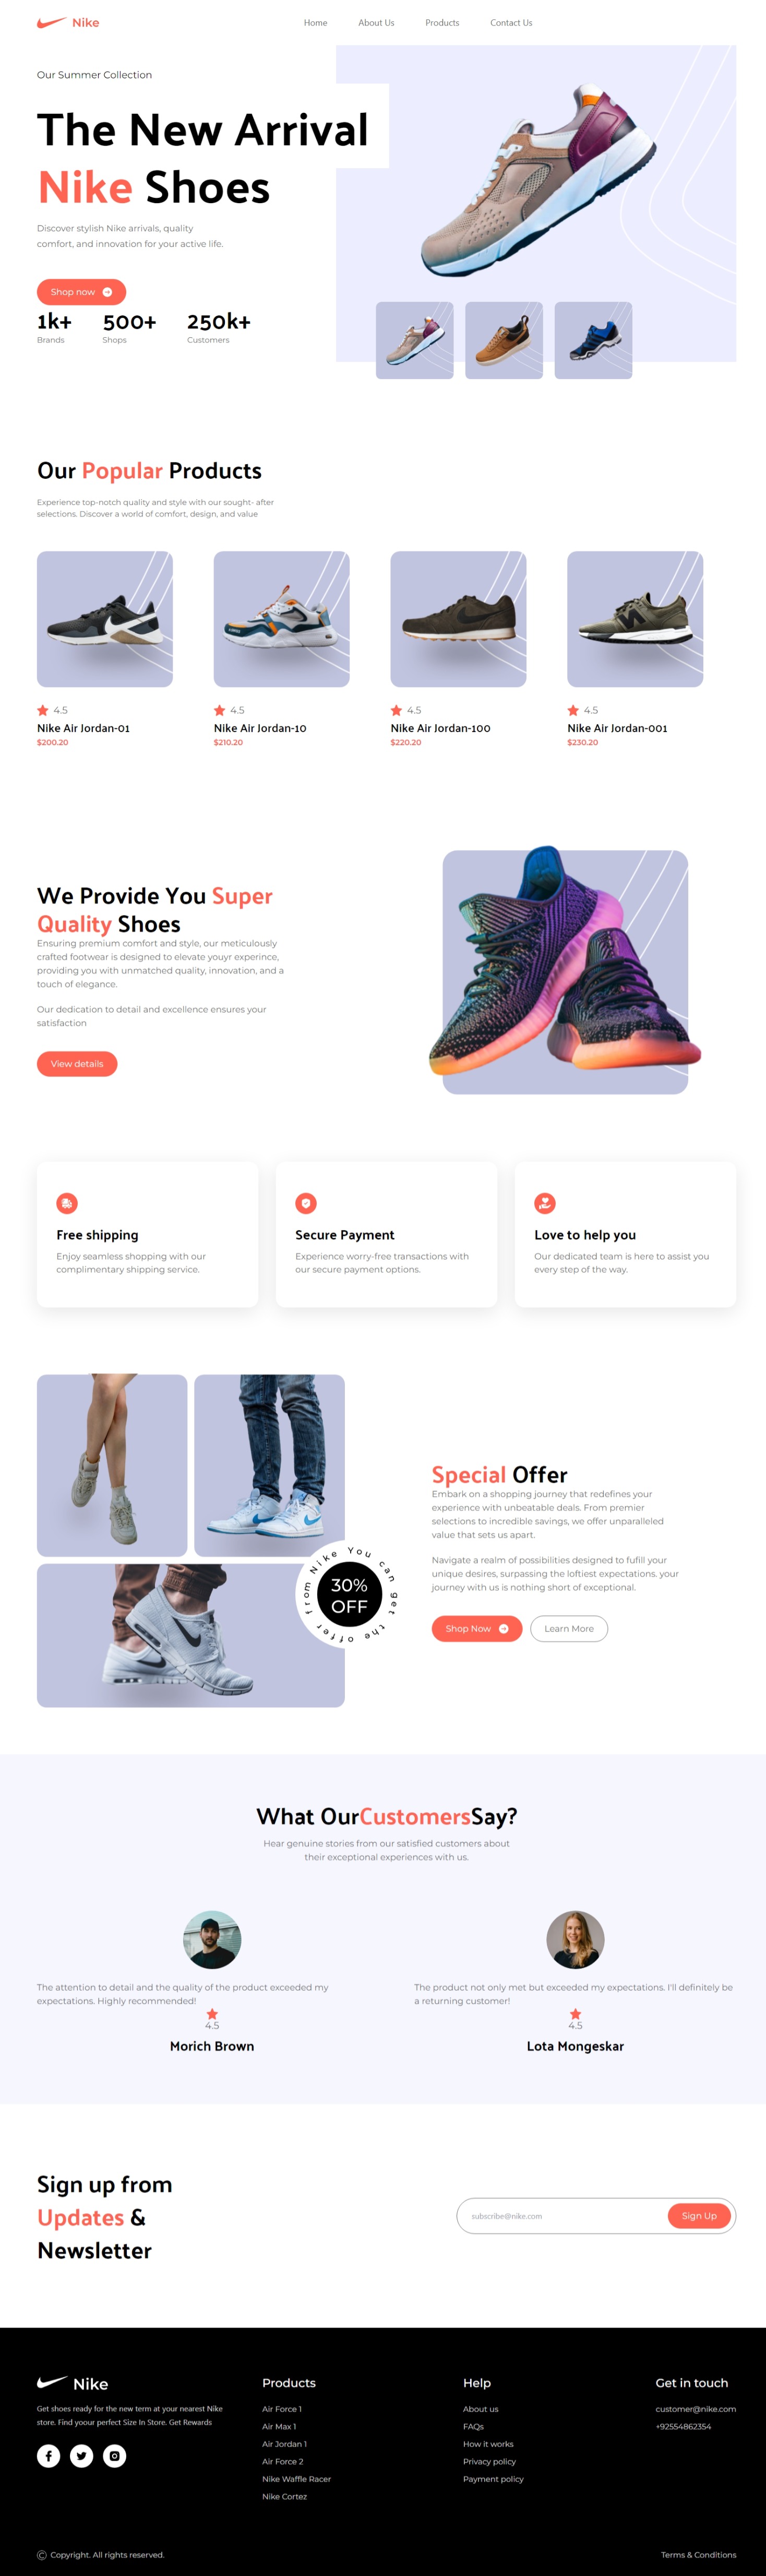 Nike
Home
About Us
Products
Contact Us
Our Summer Collection
The New Arrival
Nike Shoes
Discover stylish Nike arrivals, quality
comfort, and innovation for your active life.
Shop now
1k+
Brands
500+
Shops
250k+
Customers
Our Popular Products
Experience top-notch quality and style with our sought- after
selections. Discover a world of comfort, design, and value
4.5
Nike Air Jordan-01
$200.20
4.5
Nike Air Jordan-10
$210.20
4.5
Nike Air Jordan-100
$220.20
4.5
Nike Air Jordan-001
$230.20
We Provide You Super
Quality Shoes
Ensuring premium comfort and style, our meticulously
crafted footwear is designed to elevate youyr experince,
providing you with unmatched quality, innovation, and a
touch of elegance.
Our dedication to detail and excellence ensures your
satisfaction
View details
Free shipping
Enjoy seamless shopping with our
complimentary shipping service.
Secure Payment
Experience worry-free transactions with
our secure payment options.
Love to help you
Our dedicated team is here to assist you
every step of the way.
You can get the offer from Nike
30%
OFF
Special Offer
Embark on a shopping journey that redefines your
experience with unbeatable deals. From premier
selections to incredible savings, we offer unparalleled
value that sets us apart.
Navigate a realm of possibilities designed to fufill your
unique desires, surpassing the loftiest expectations. your
journey with us is nothing short of exceptional.
Shop Now
Learn More
What OurCustomersSay?
Hear genuine stories from our satisfied customers about
their exceptional experiences with us.
The attention to detail and the quality of the product exceeded my
expectations. Highly recommended!
4.5
Morich Brown
The product not only met but exceeded my expectations. I'll definitely be
a returning customer!
4.5
Lota Mongeskar
Sign up from
Updates &
Newsletter
subscribe@nike.com
Sign Up
Nike
Get shoes ready for the new term at your nearest Nike
store. Find yoour perfect Size In Store. Get Rewards
Products
Air Force 1
Air Max 1
Air Jordan 1
Air Force 2
Nike Waffle Racer
Nike Cortez
Help
About us
FAQs
How it works
Privacy policy
Payment policy
Get in touch
customer@nike.com
+92554862354
© Copyright. All rights reserved.
Terms & Conditions